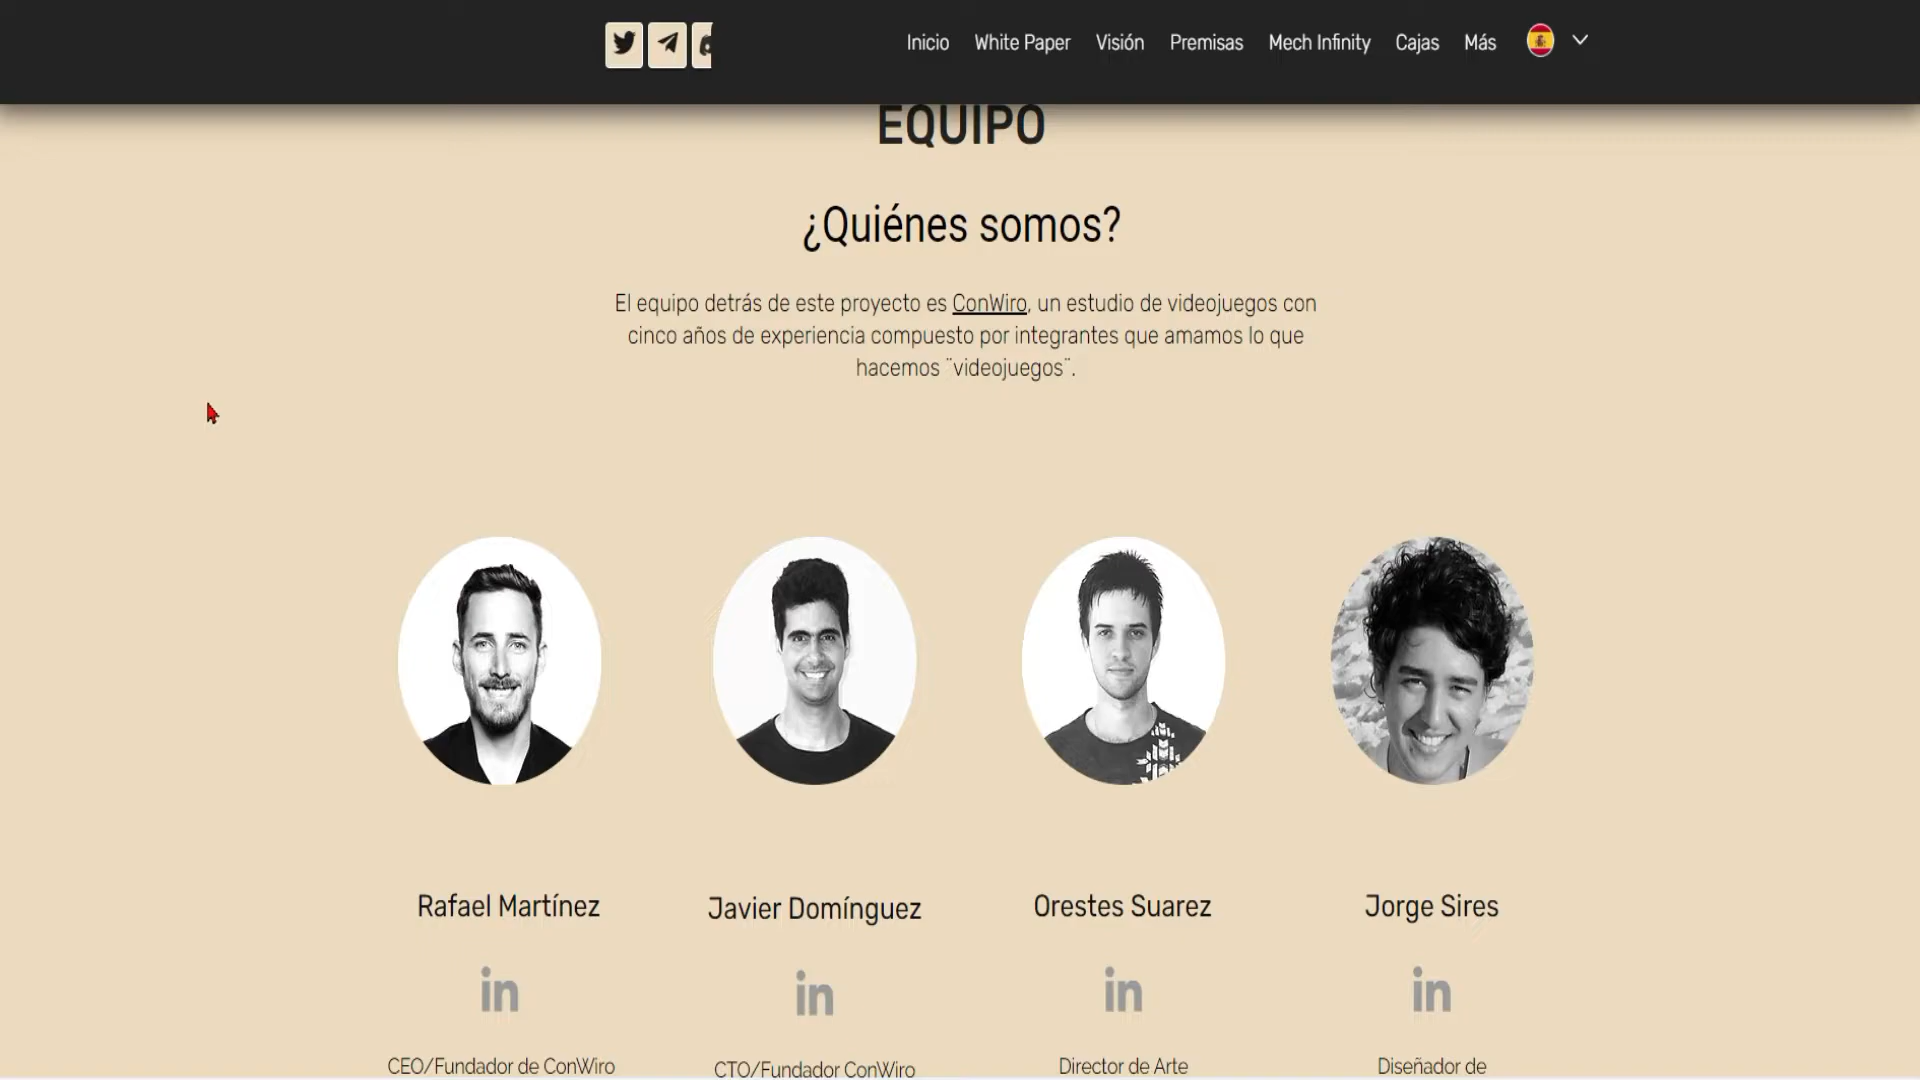 Inicio White Paper Visión Premisas Mech Infinity Cajas Más
EQUIPO
¿Quiénes somos?
El equipo detrás de este proyecto es ConWiro, un estudio de videojuegos con
cinco años de experiencia compuesto por integrantes que amamos lo que
hacemos ¨videojuegos¨.
Rafael Martínez
Javier Domínguez
Orestes Suarez
Jorge Sires
in in in in
CEO/Fundador de ConWiro
CTO/Fundador ConWiro
Director de Arte
Diseñador de